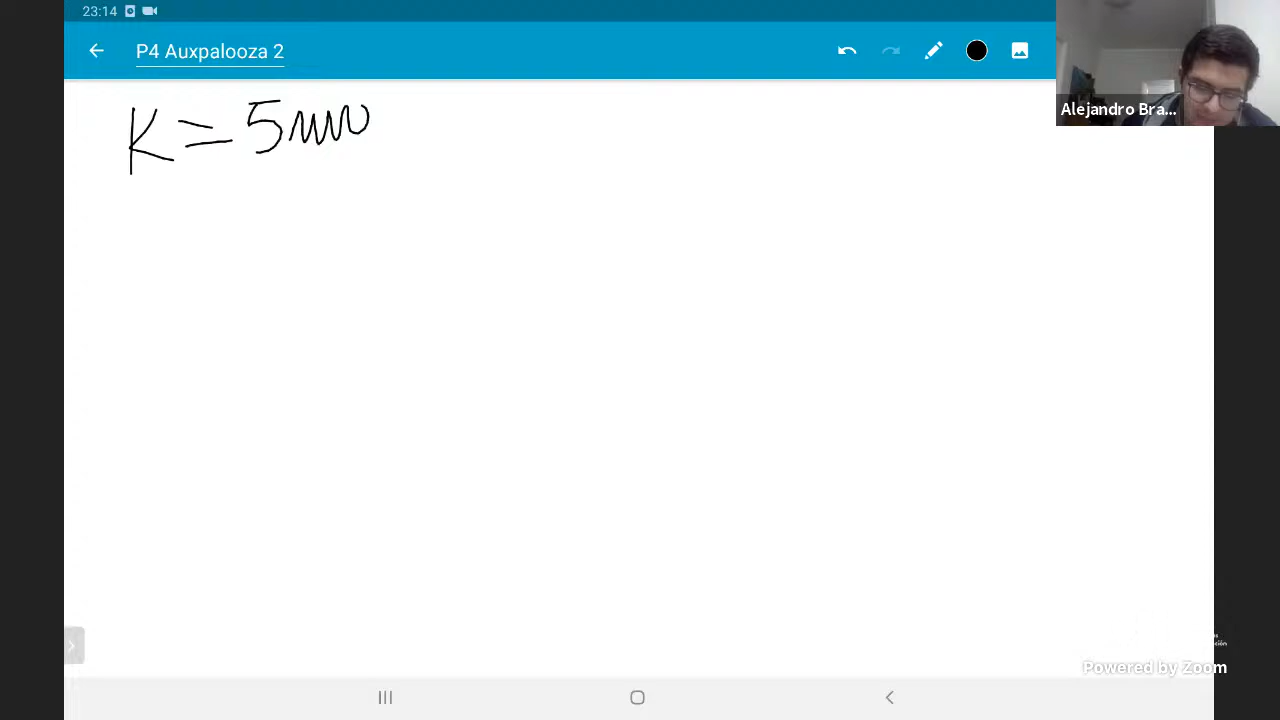 23:14
P4 Auxpalooza 2
Alejandro Bra...
K = 5mm
Powered by Zoom